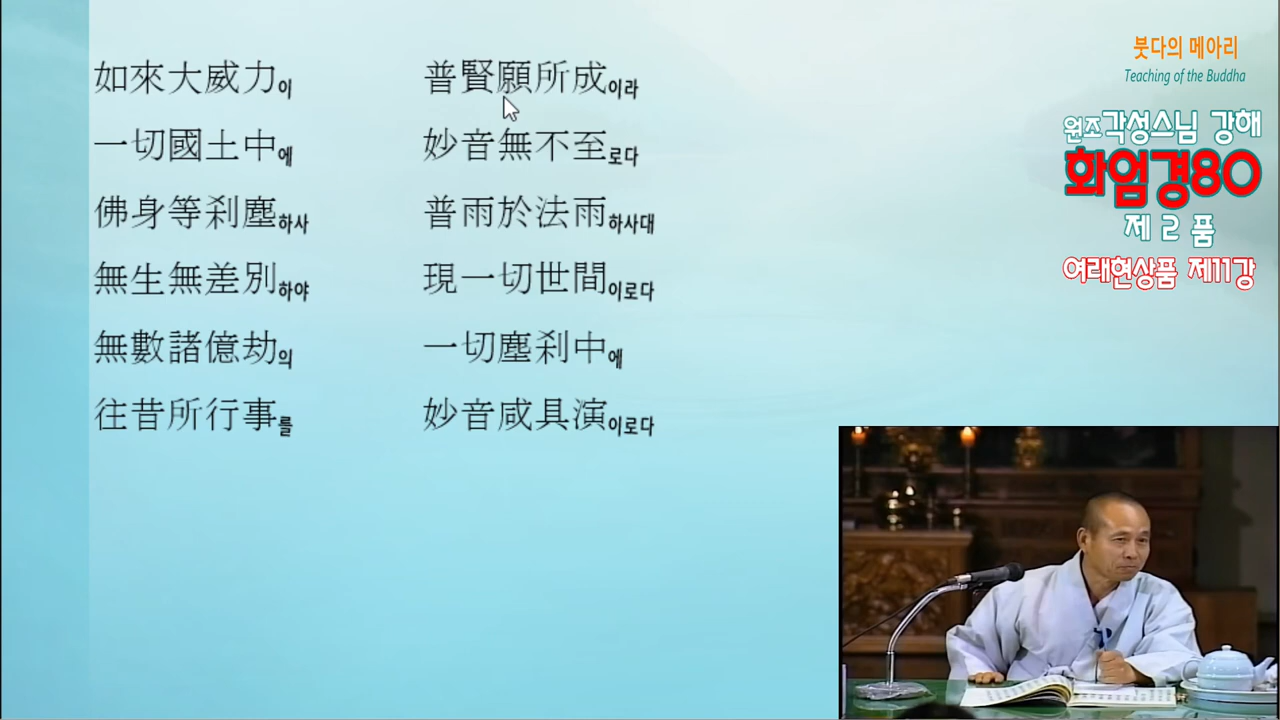 如來大威力이 普賢願所成이라
一切國土中에 妙音無不至로다
佛身等刹塵하사 普雨於法雨하사대
無生無差別하야 現一切世間이로다
無數諸億劫의 一切塵刹中에
往昔所行事를 妙音咸具演이로다
붓다의 메아리
Teaching of the Buddha
원조각성스님 강해
화엄경80
제2품
여래현상품 제11강